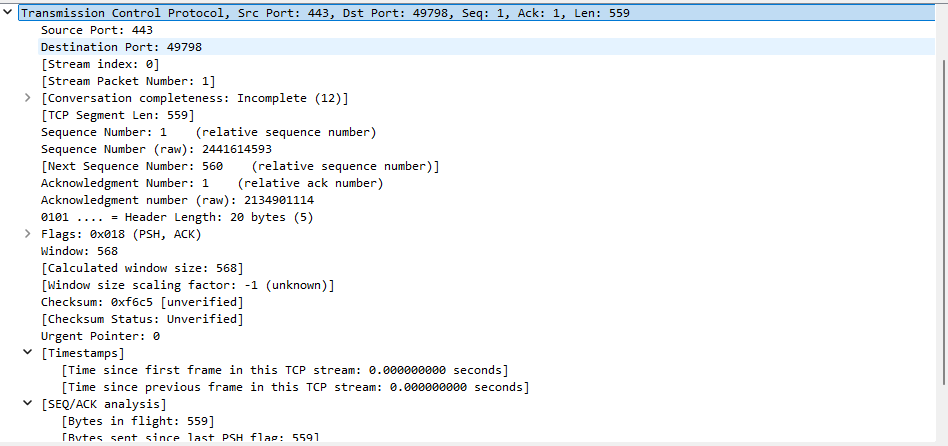 Transmission Control Protocol, Src Port: 443, Dst Port: 49798, Seq: 1, Ack: 1, Len: 559
Source Port: 443
Destination Port: 49798
[Stream index: 0]
[Stream Packet Number: 1]
[Conversation completeness: Incomplete (12)]
[TCP Segment Len: 559]
Sequence Number: 1    (relative sequence number)
Sequence Number (raw): 2441614593
[Next Sequence Number: 560    (relative sequence number)]
Acknowledgment Number: 1    (relative ack number)
Acknowledgment number (raw): 2134901114
0101 .... = Header Length: 20 bytes (5)
Flags: 0x018 (PSH, ACK)
Window: 568
[Calculated window size: 568]
[Window size scaling factor: -1 (unknown)]
Checksum: 0xf6c5 [unverified]
[Checksum Status: Unverified]
Urgent Pointer: 0
[Timestamps]
[Time since first frame in this TCP stream: 0.000000000 seconds]
[Time since previous frame in this TCP stream: 0.000000000 seconds]
[SEQ/ACK analysis]
[Bytes in flight: 559]
[Bytes sent since last PSH flag: 559]